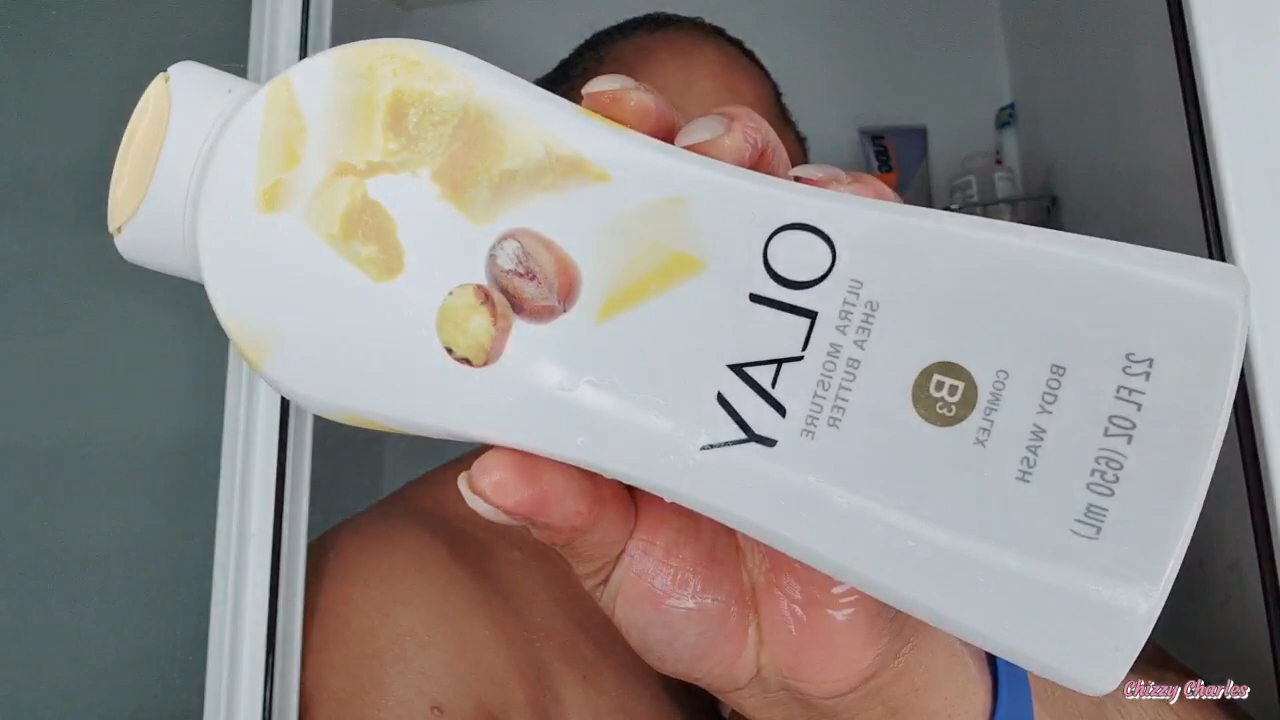 OLAY
ULTRA MOISTURE
SHEA BUTTER
B3
COMPLEX
BODY WASH
22 FL OZ (650 mL)
Chizzy Charles